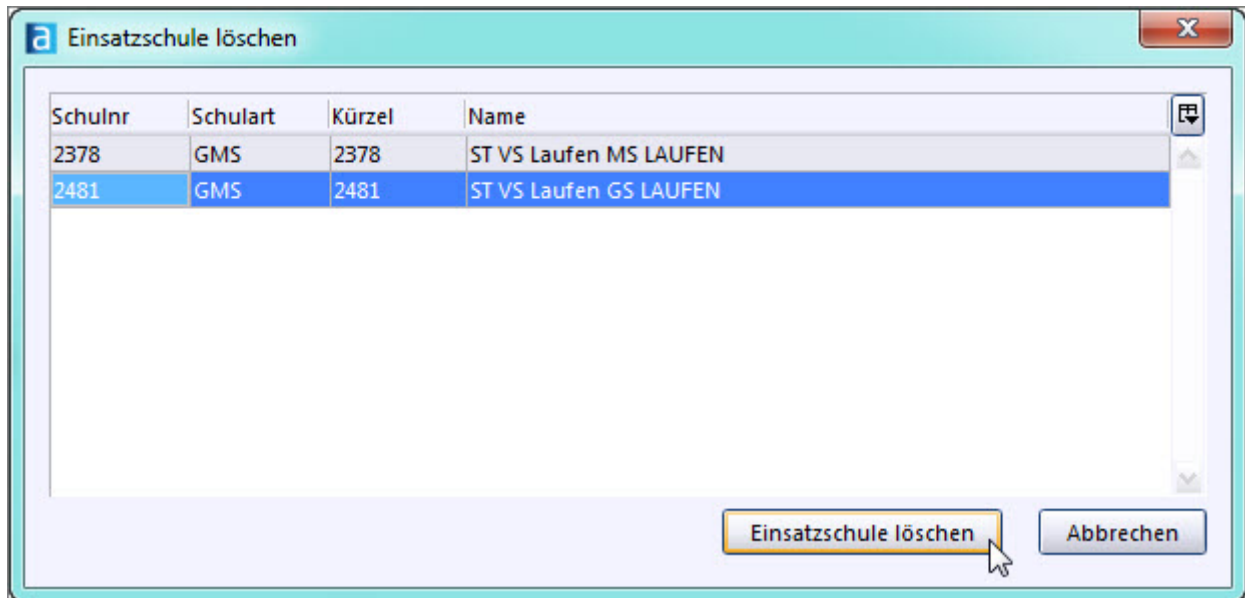 a Einsatzschule löschen
Schulnr Schulart Kürzel Name
2378 GMS 2378 ST VS Laufen MS LAUFEN
2481 GMS 2481 ST VS Laufen GS LAUFEN
Einsatzschule löschen Abbrechen